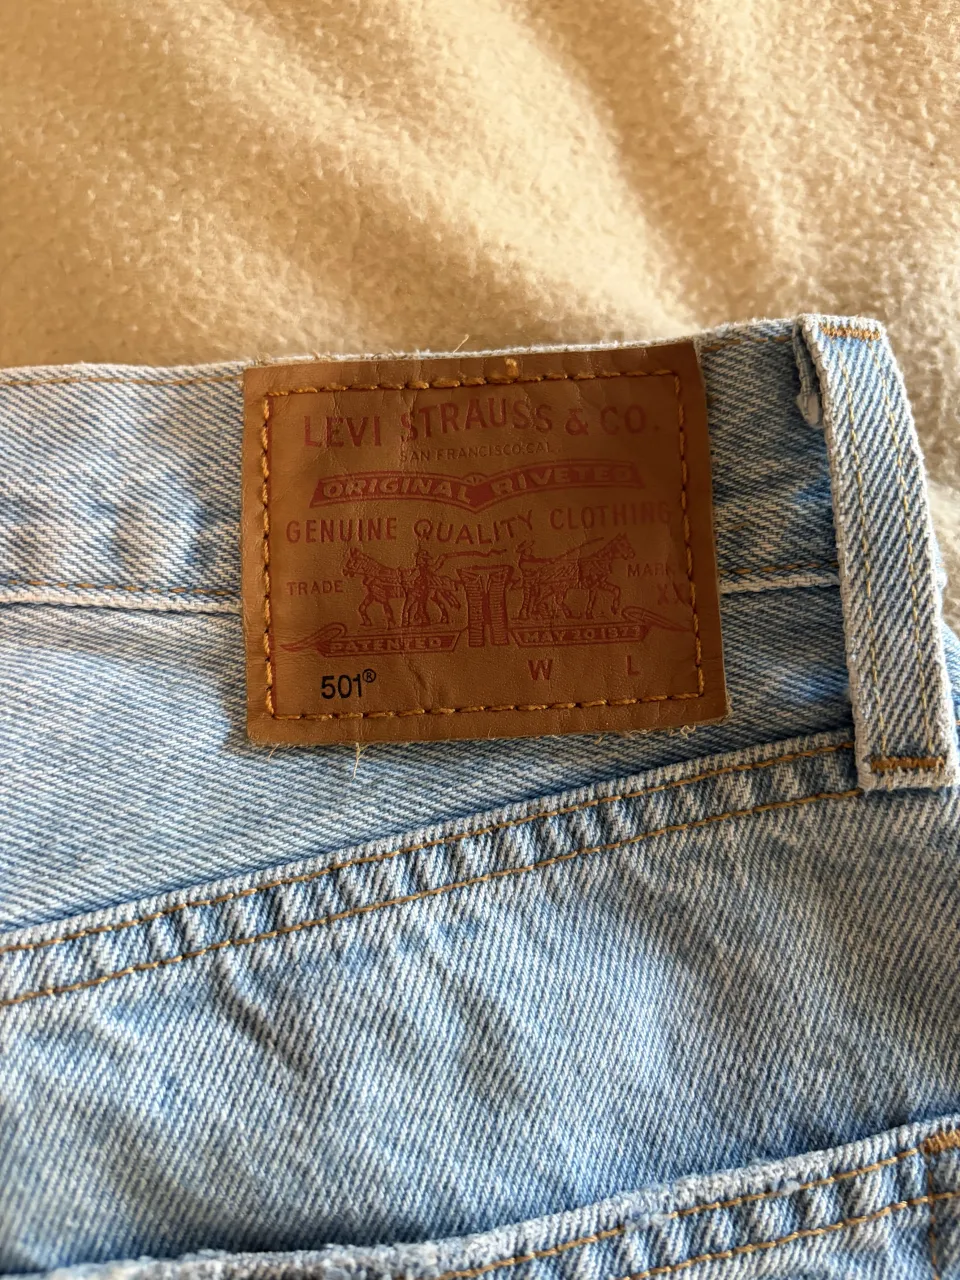 LEVI STRAUSS & CO.
SAN FRANCISCO, CAL.
ORIGINAL RIVETED
GENUINE QUALITY CLOTHING
TRADE MARK
XX
PATENTED MAY 20 1873
501® W L